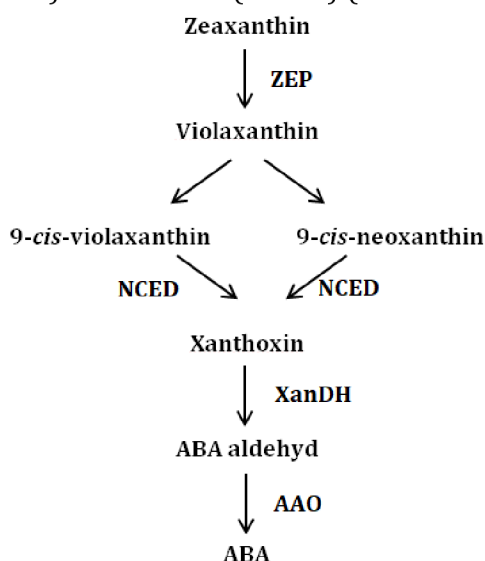 Zeaxanthin
ZEP
Violaxanthin
9-cis-violaxanthin 9-cis-neoxanthin
NCED NCED
Xanthoxin
XanDH
ABA aldehyd
AAO
ABA